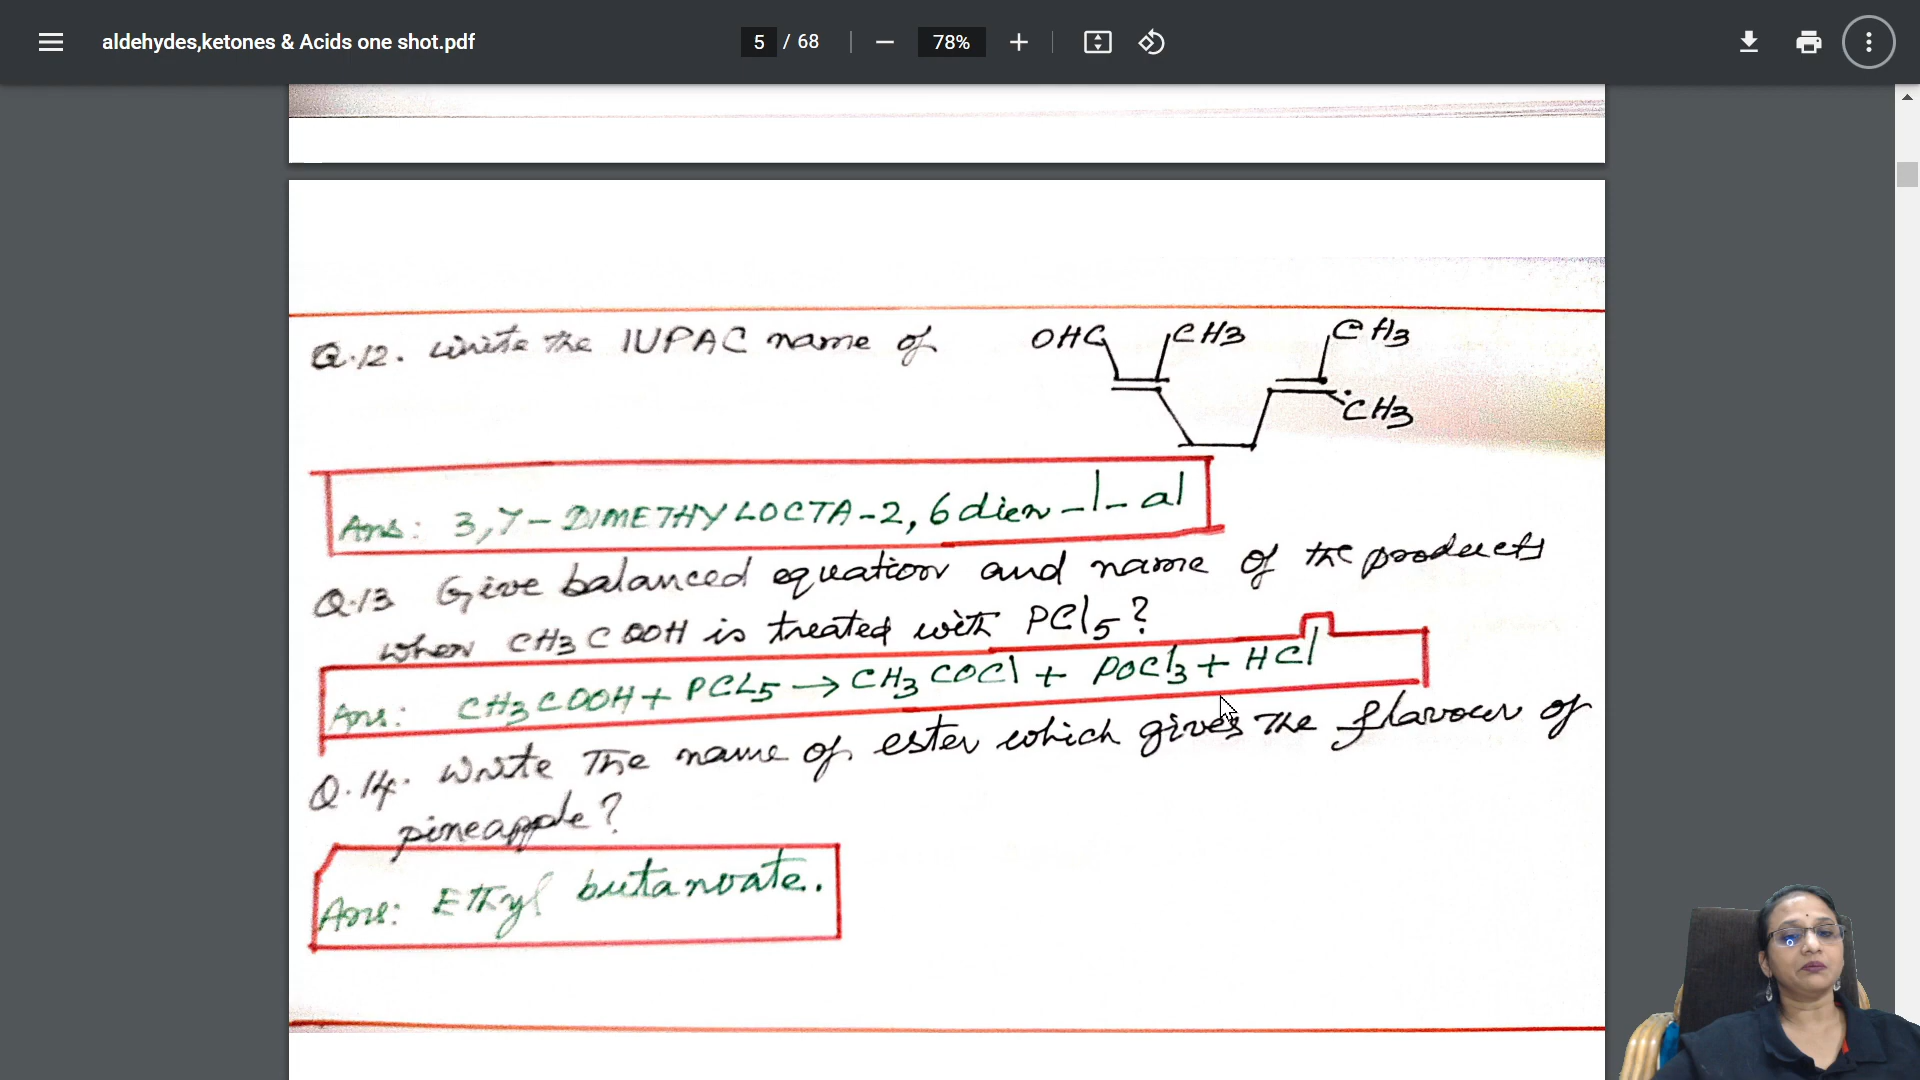 aldehydes,ketones & Acids one shot.pdf
5 / 68
78%
Q.12. Write the IUPAC name of
OHC CH3 CH3
CH3
Ans: 3,7-DIMETHYLOCTA-2,6dien-1-al
Q.13 Give balanced equation and name of the products
when CH3COOH is treated with PCl5?
Ans: CH3COOH + PCL5 → CH3COCl + POCl3 + HCl
Q.14. Write The name of ester which gives The flavour of
pineapple?
Ans: EThyl butanoate.